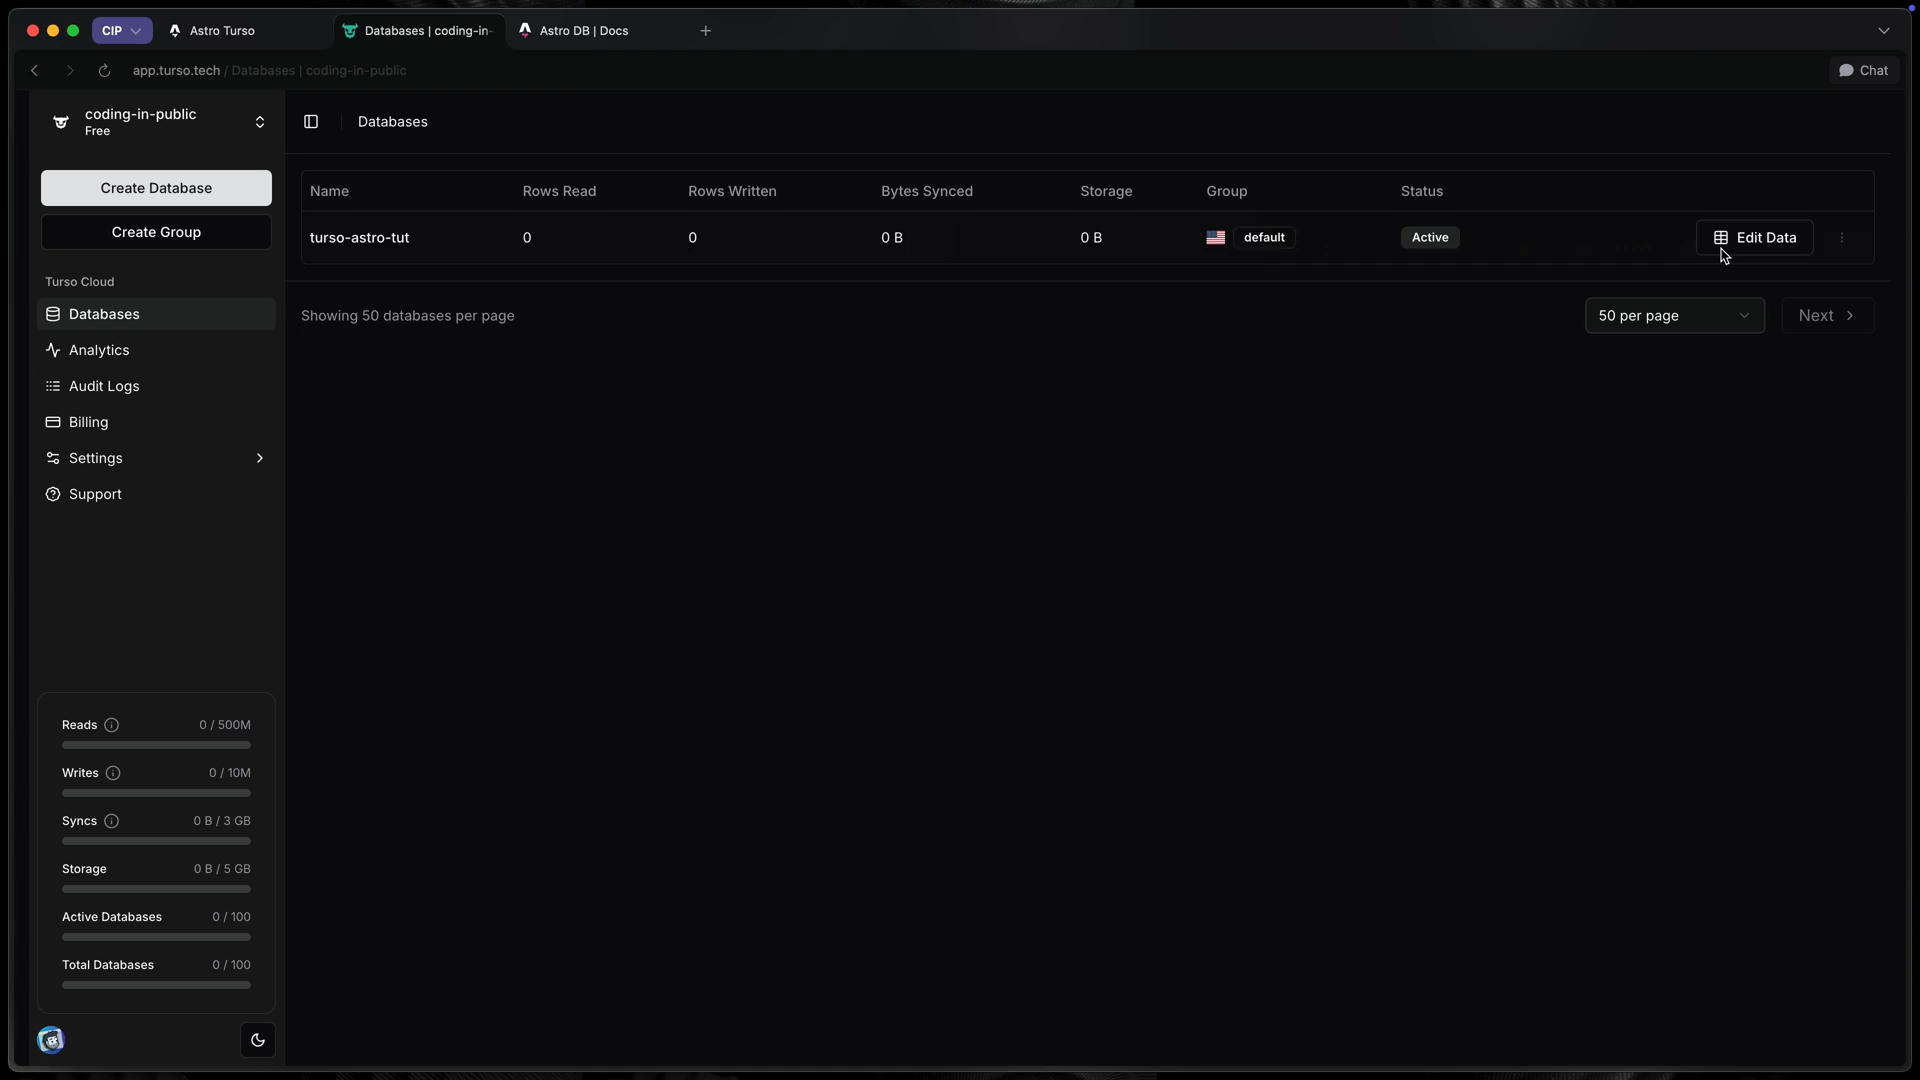 CIP
Astro Turso
Databases | coding-in-
Astro DB | Docs
app.turso.tech / Databases | coding-in-public
Chat
coding-in-public
Free
Databases
Create Database
Create Group
Turso Cloud
Databases
Analytics
Audit Logs
Billing
Settings
Support
Name Rows Read Rows Written Bytes Synced Storage Group Status
turso-astro-tut 0 0 0 B 0 B default Active Edit Data
Showing 50 databases per page
50 per page
Next
Reads 0 / 500M
Writes 0 / 10M
Syncs 0 B / 3 GB
Storage 0 B / 5 GB
Active Databases 0 / 100
Total Databases 0 / 100